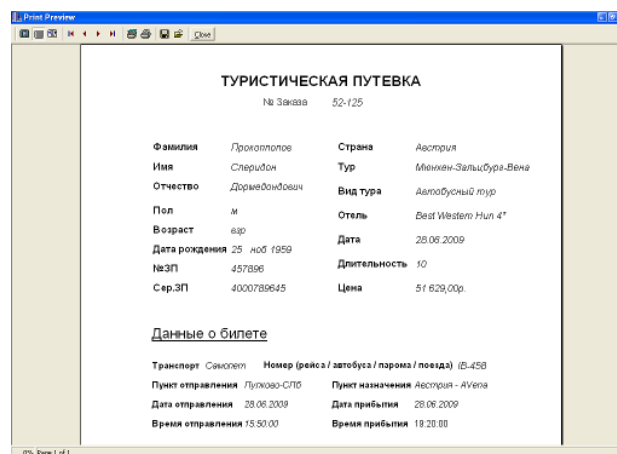 Print Preview
Close
ТУРИСТИЧЕСКАЯ ПУТЕВКА
№ Заказа 52-125
Фамилия Прокопполов Страна Австрия
Имя Спиридон Тур Мюнхен-Зальцбург-Вена
Отчество Дормедондович Вид тура Автобусный тур
Пол м Отель Best Western Hun 4*
Возраст взр Дата 28.06.2009
Дата рождения 25 ноб 1959 Длительность 10
№ЗП 457896
Сер.ЗП 4000789645 Цена 51 629,00р.
Данные о билете
Транспорт Самолет Номер (рейса / автобуса / парома / поезда) IB-458
Пункт отправления Пулково-СПб Пункт назначения Австрия - AVena
Дата отправления 28.06.2009 Дата прибытия 28.06.2009
Время отправления 15:50:00 Время прибытия 19:20:00
0% Page 1 of 1